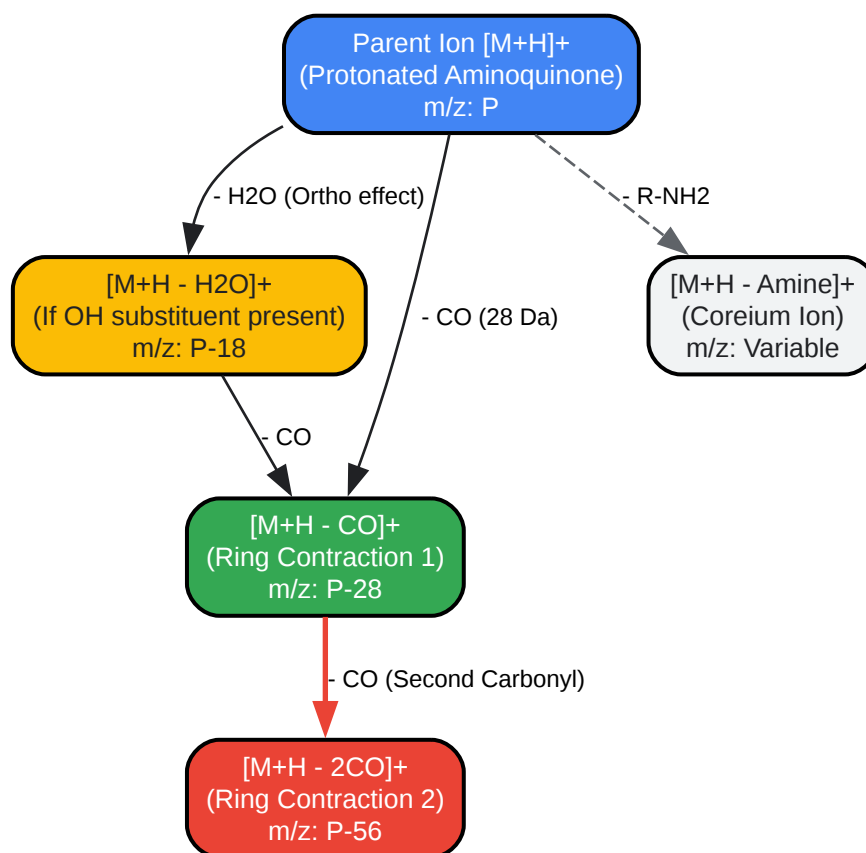 Parent Ion [M+H]+
(Protonated Aminoquinone)
m/z: P
- H2O (Ortho effect)
- R-NH2
[M+H - H2O]+
(If OH substituent present)
m/z: P-18
- CO (28 Da)
[M+H - Amine]+
(Coreium Ion)
m/z: Variable
- CO
[M+H - CO]+
(Ring Contraction 1)
m/z: P-28
- CO (Second Carbonyl)
[M+H - 2CO]+
(Ring Contraction 2)
m/z: P-56